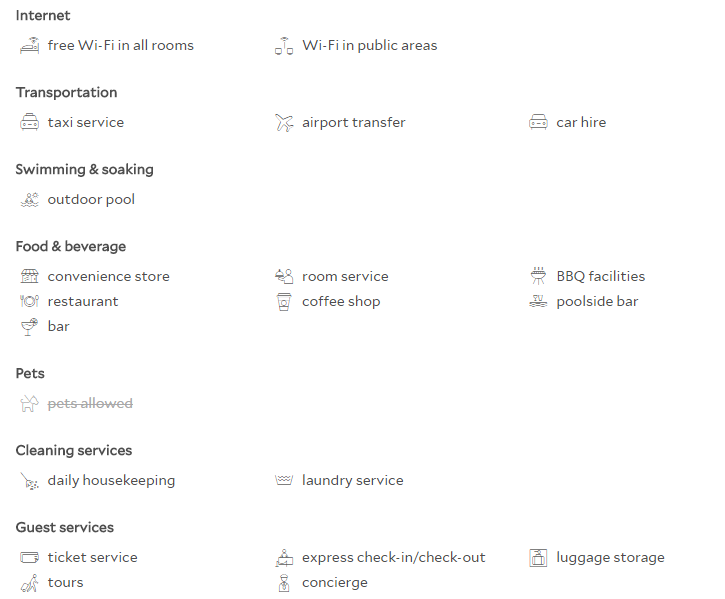 Internet
free Wi-Fi in all rooms Wi-Fi in public areas
Transportation
taxi service airport transfer car hire
Swimming & soaking
outdoor pool
Food & beverage
convenience store room service BBQ facilities
restaurant coffee shop poolside bar
bar
Pets
pets allowed
Cleaning services
daily housekeeping laundry service
Guest services
ticket service express check-in/check-out luggage storage
tours concierge